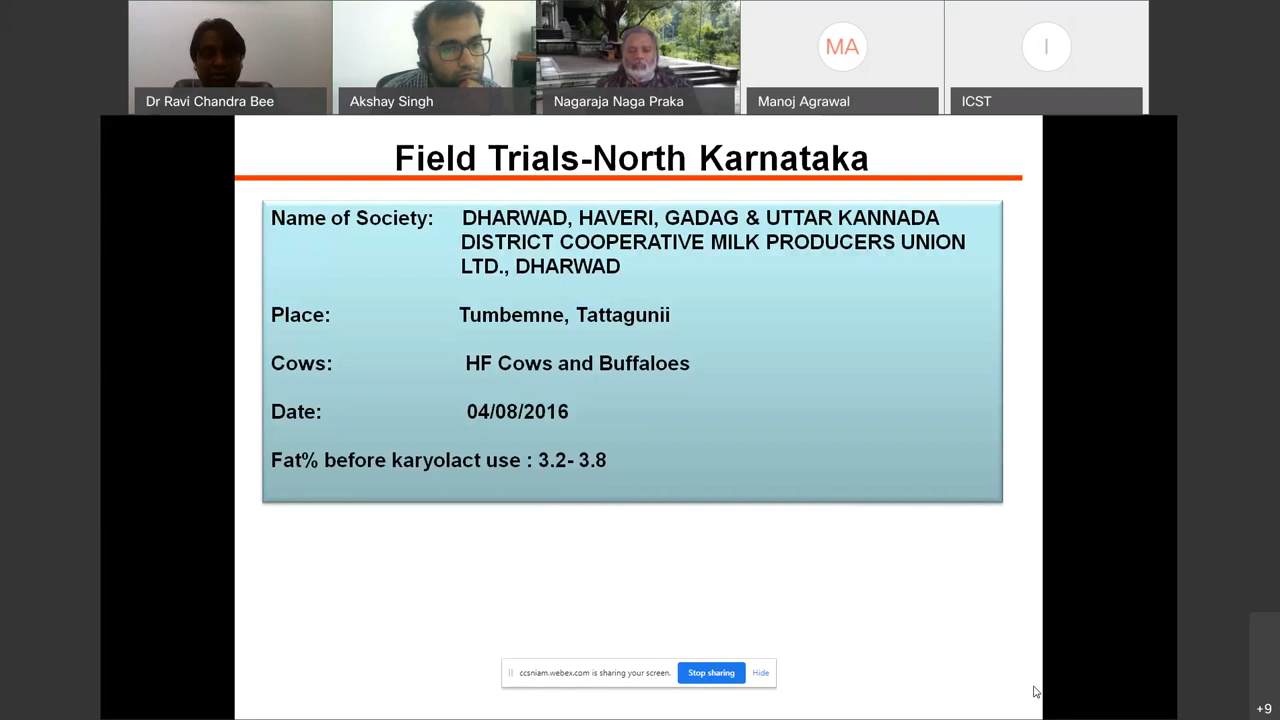 Dr Ravi Chandra Bee
Akshay Singh
Nagaraja Naga Praka
MA
Manoj Agrawal
I
ICST
Field Trials-North Karnataka
Name of Society: DHARWAD, HAVERI, GADAG & UTTAR KANNADA
DISTRICT COOPERATIVE MILK PRODUCERS UNION
LTD., DHARWAD
Place: Tumbemne, Tattagunii
Cows: HF Cows and Buffaloes
Date: 04/08/2016
Fat% before karyolact use : 3.2- 3.8
ccsniam.webex.com is sharing your screen. Stop sharing Hide
+9